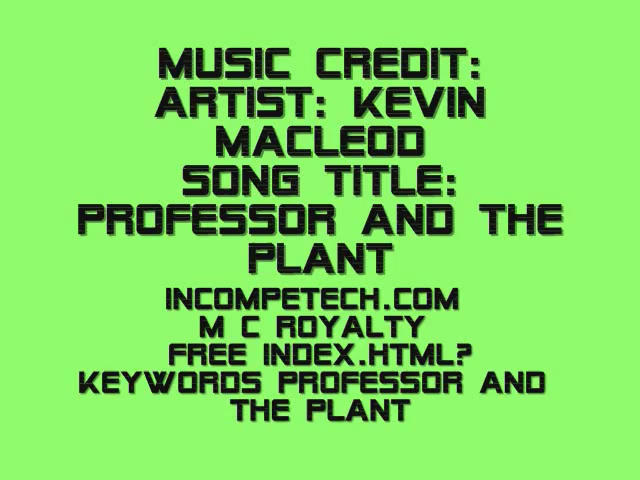 MUSIC CREDIT:
ARTIST: KEVIN
MACLEOD
SONG TITLE:
PROFESSOR AND THE
PLANT
INCOMPETECH.COM
M C ROYALTY
FREE INDEX.HTML?
KEYWORDS PROFESSOR AND
THE PLANT